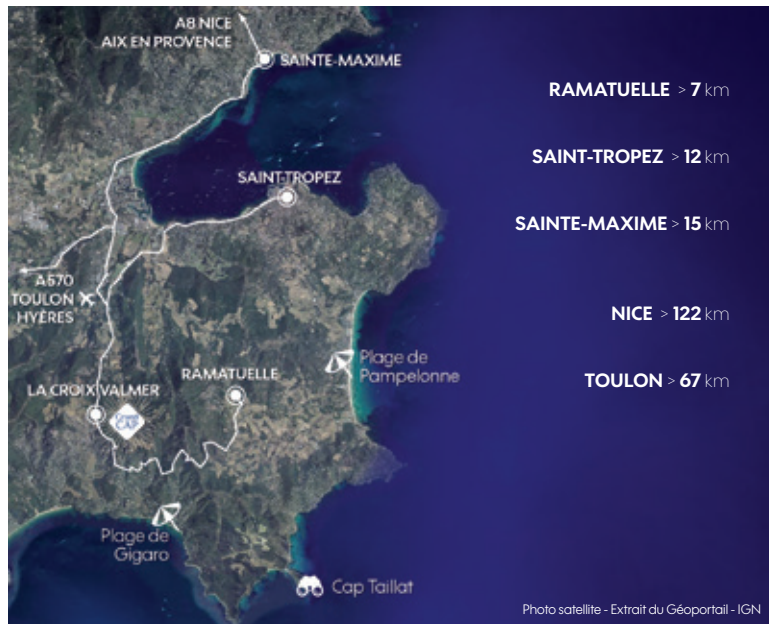 A8 NICE
AIX EN PROVENCE
SAINTE-MAXIME
RAMATUELLE > 7 km
SAINT-TROPEZ > 12 km
SAINT-TROPEZ
SAINTE-MAXIME > 15 km
A570
TOULON
HYÈRES
NICE > 122 km
Plage de
Pampelonne
RAMATUELLE
TOULON > 67 km
LA CROIX VALMER
CAP
Plage de
Gigaro
Cap Taillat
Photo satellite - Extrait du Géoportail - IGN